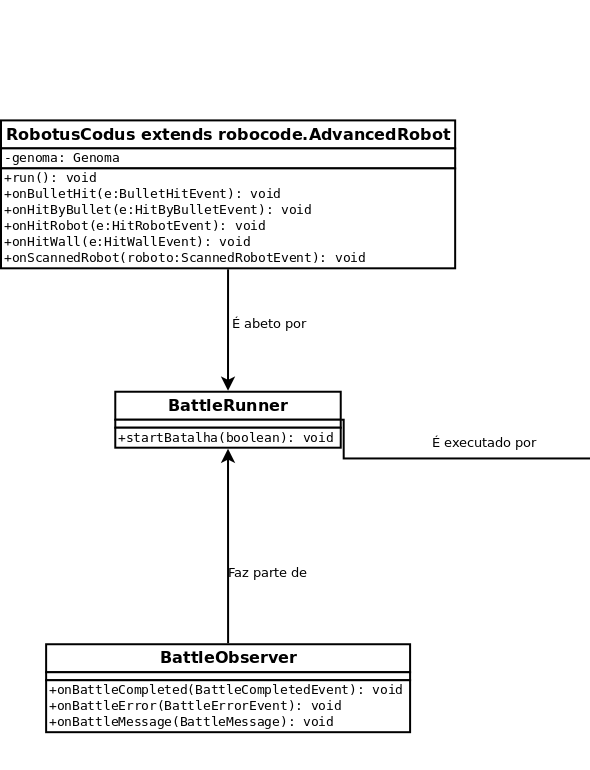 RobotusCodus extends robocode.AdvancedRobot
-genoma: Genoma
+run(): void
+onBulletHit(e:BulletHitEvent): void
+onHitByBullet(e:HitByBulletEvent): void
+onHitRobot(e:HitRobotEvent): void
+onHitWall(e:HitWallEvent): void
+onScannedRobot(roboto:ScannedRobotEvent): void
É abeto por
BattleRunner
+startBatalha(boolean): void
É executado por
Faz parte de
BattleObserver
+onBattleCompleted(BattleCompletedEvent): void
+onBattleError(BattleErrorEvent): void
+onBattleMessage(BattleMessage): void